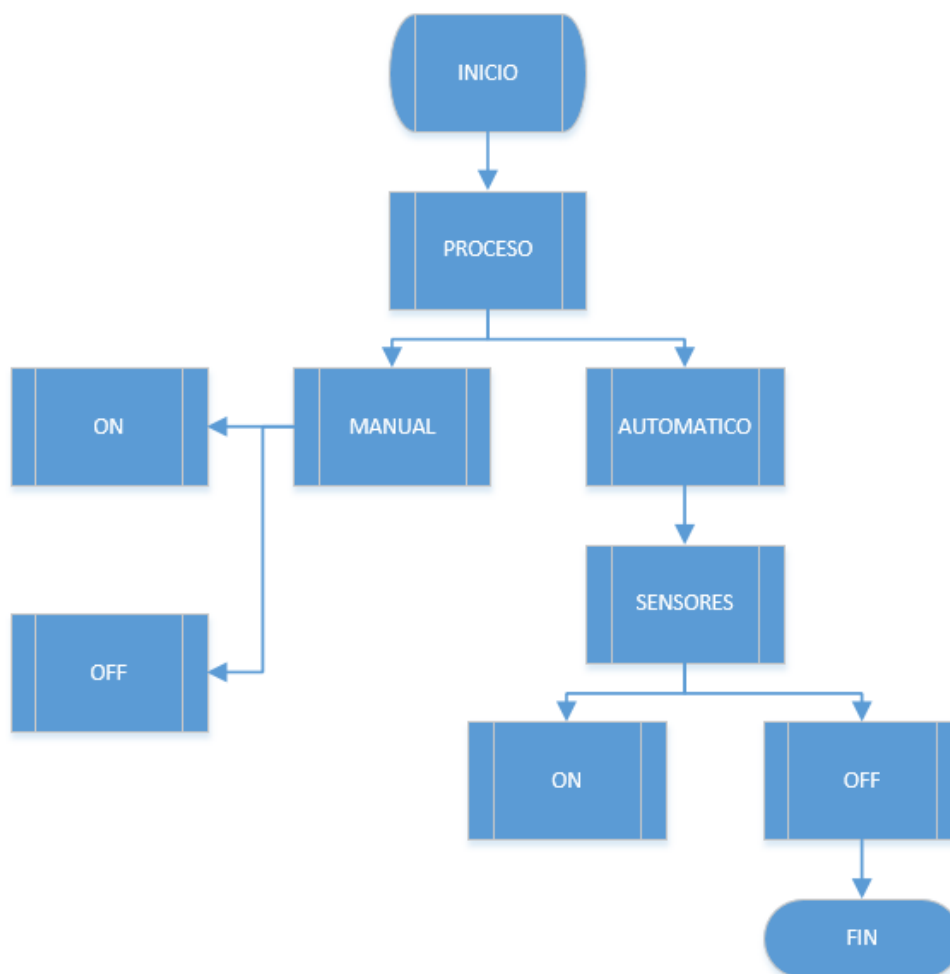 INICIO
PROCESO
ON
MANUAL
AUTOMATICO
SENSORES
OFF
ON
OFF
FIN